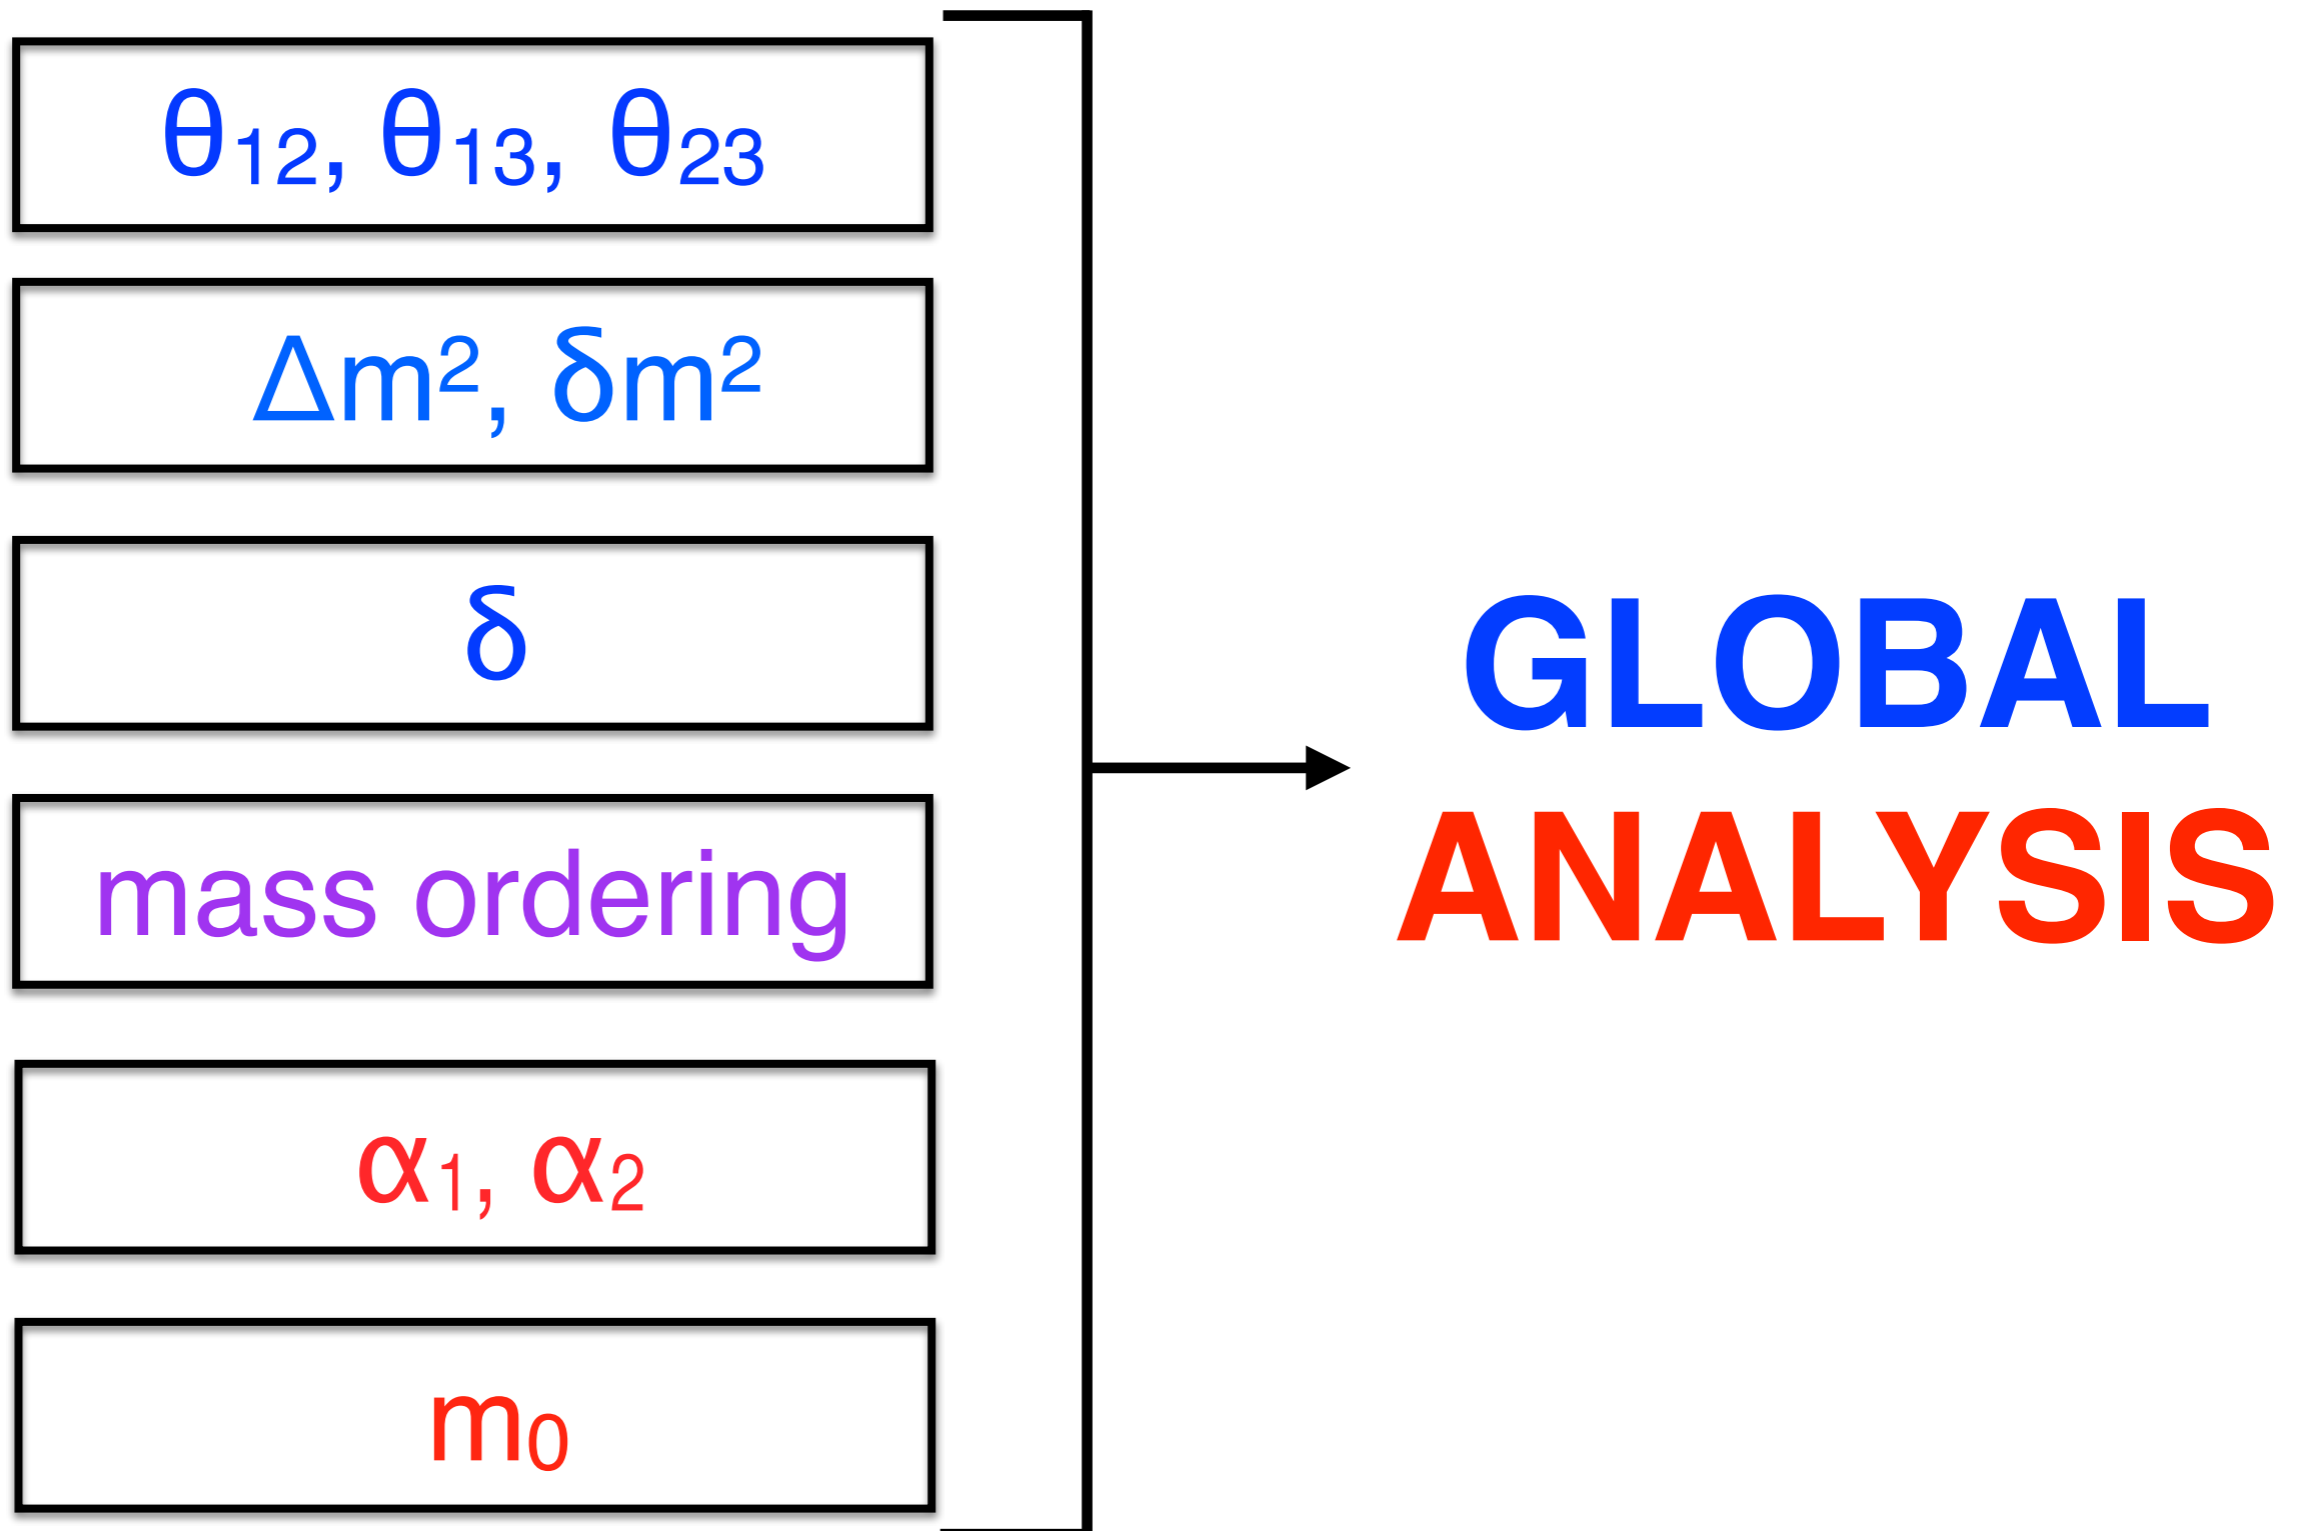 θ₁₂, θ₁₃, θ₂₃
Δm², δm²
δ
mass ordering
α₁, α₂
m₀
GLOBAL
ANALYSIS